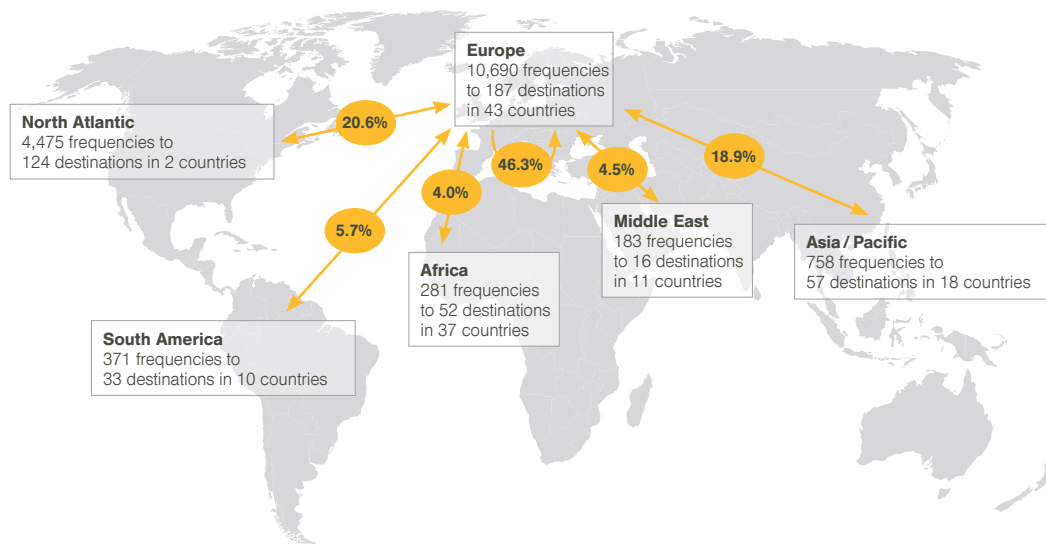 Europe
10,690 frequencies
to 187 destinations
in 43 countries
20.6%
North Atlantic
4,475 frequencies to
124 destinations in 2 countries
46.3%
4.0%
4.5%
18.9%
5.7%
Middle East
183 frequencies
to 16 destinations
in 11 countries
Asia / Pacific
758 frequencies to
57 destinations in 18 countries
Africa
281 frequencies
to 52 destinations
in 37 countries
South America
371 frequencies to
33 destinations in 10 countries